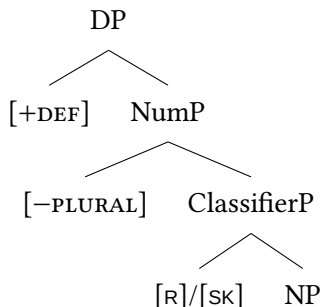 DP
[+DEF] NumP
[−PLURAL] ClassifierP
[R]/[SK] NP